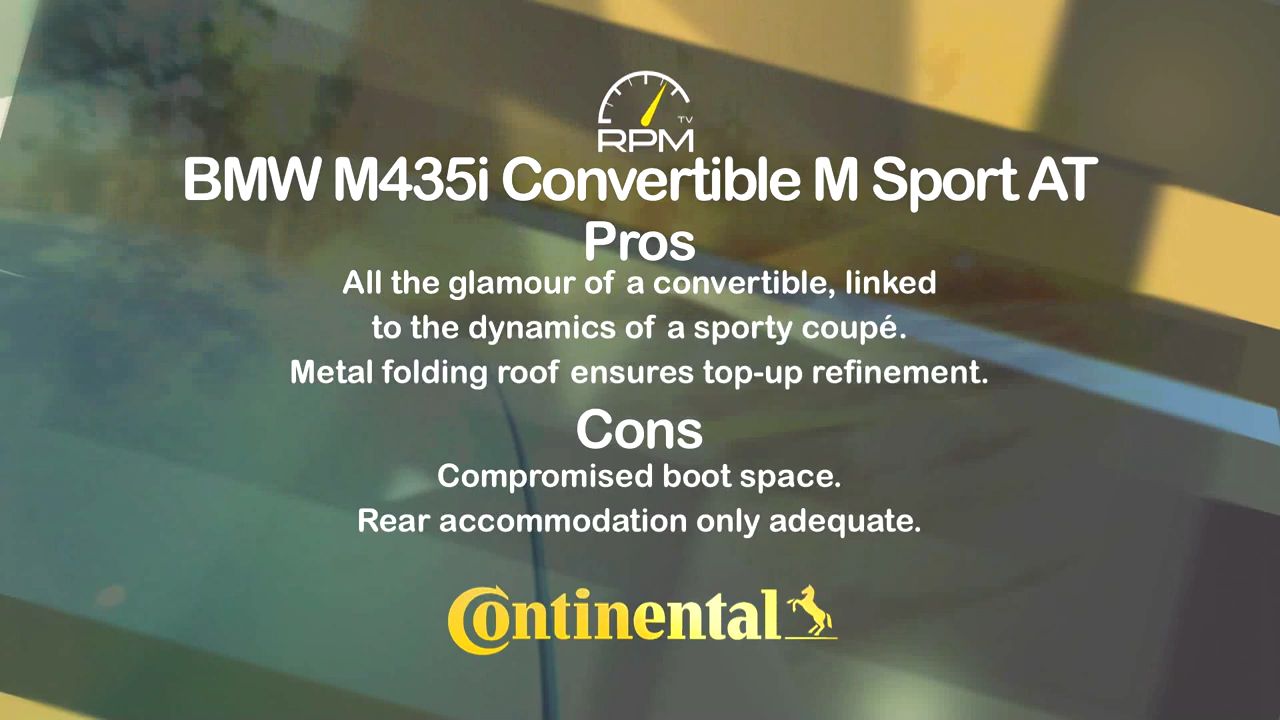 TV
RPM
BMW M435i Convertible M Sport AT
Pros
All the glamour of a convertible, linked
to the dynamics of a sporty coupé.
Metal folding roof ensures top-up refinement.
Cons
Compromised boot space.
Rear accommodation only adequate.
Continental